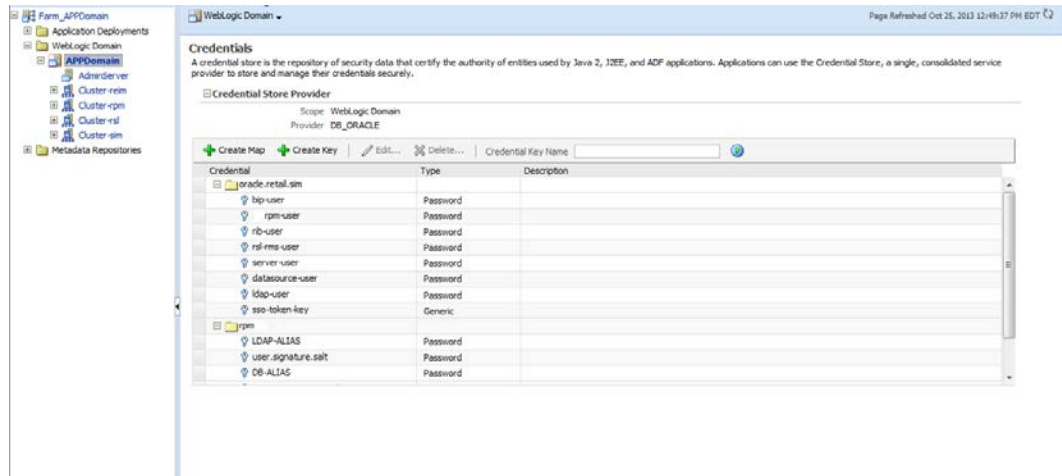 Farm_APPDomain
Application Deployments
WebLogic Domain
APPDomain
AdminServer
Cluster-reim
Cluster-rpm
Cluster-rsl
Cluster-sim
Metadata Repositories
WebLogic Domain
Page Refreshed Oct 25, 2013 12:49:37 PM EDT
Credentials
A credential store is the repository of security data that certify the authority of entities used by Java 2, J2EE, and ADF applications. Applications can use the Credential Store, a single, consolidated service
provider to store and manage their credentials securely.
Credential Store Provider
Scope WebLogic Domain
Provider DB_ORACLE
Create Map Create Key Edit... Delete... Credential Key Name
Credential Type Description
oracle.retail.sim
bip-user Password
rpm-user Password
rib-user Password
rsl-rms-user Password
server-user Password
datasource-user Password
ldap-user Password
sso-token-key Generic
rpm
LDAP-ALIAS Password
user.signature.salt Password
DB-ALIAS Password